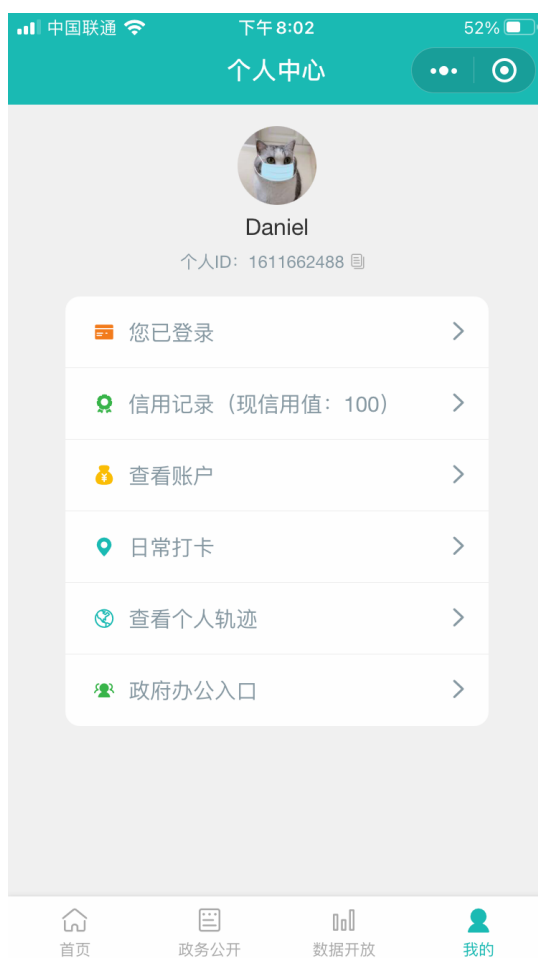 中国联通 下午8:02 52%
个人中心
Daniel
个人ID：1611662488
您已登录
信用记录（现信用值：100）
查看账户
日常打卡
查看个人轨迹
政府办公入口
首页 政务公开 数据开放 我的